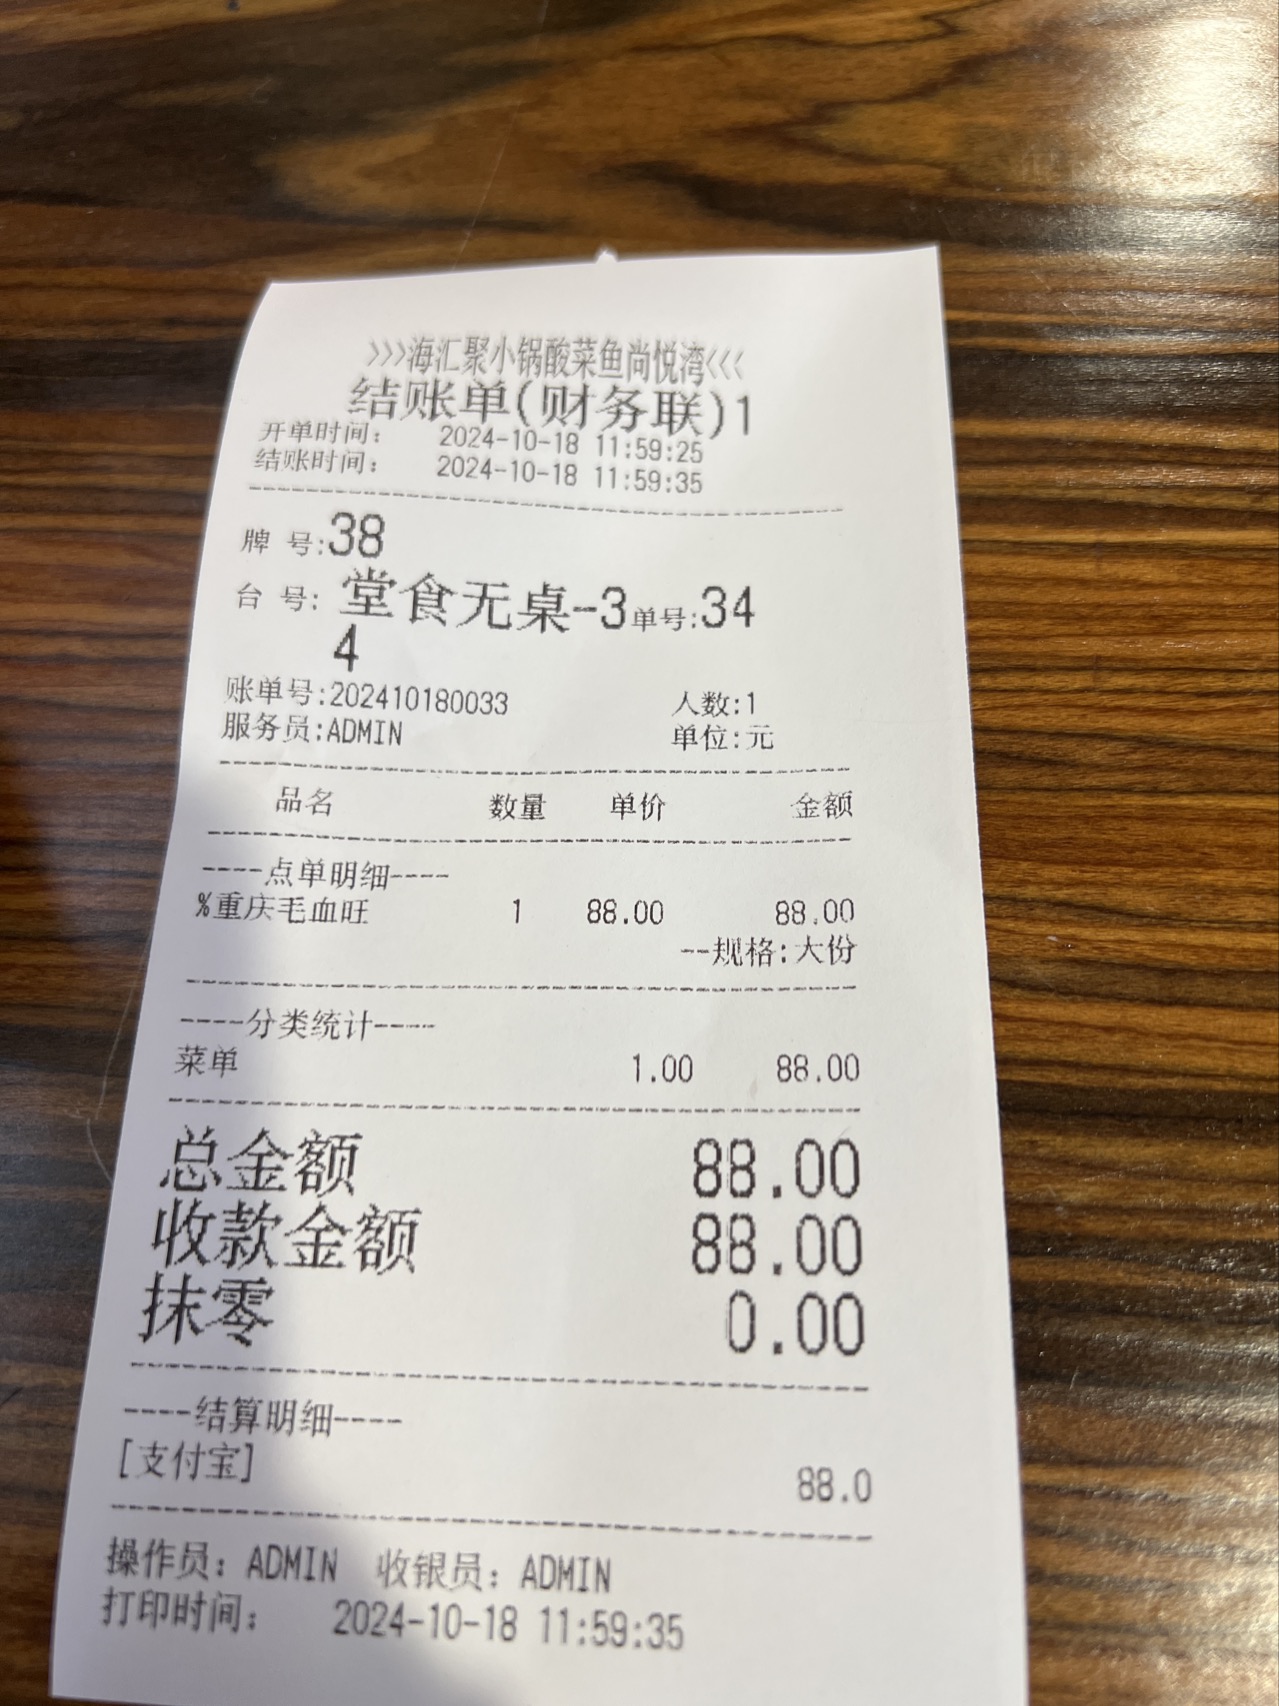 >>>海汇聚小锅酸菜鱼尚悦湾<<<
结账单(财务联)1
开单时间： 2024-10-18 11:59:25
结账时间： 2024-10-18 11:59:35
牌 号:38
台 号: 堂食无桌-3单号:34
4
账单号:202410180033 人数:1
服务员:ADMIN 单位:元
品名 数量 单价 金额
----点单明细----
%重庆毛血旺 1 88.00 88.00
--规格:大份
----分类统计----
菜单 1.00 88.00
总金额 88.00
收款金额 88.00
抹零 0.00
----结算明细----
[支付宝] 88.0
操作员：ADMIN 收银员：ADMIN
打印时间： 2024-10-18 11:59:35